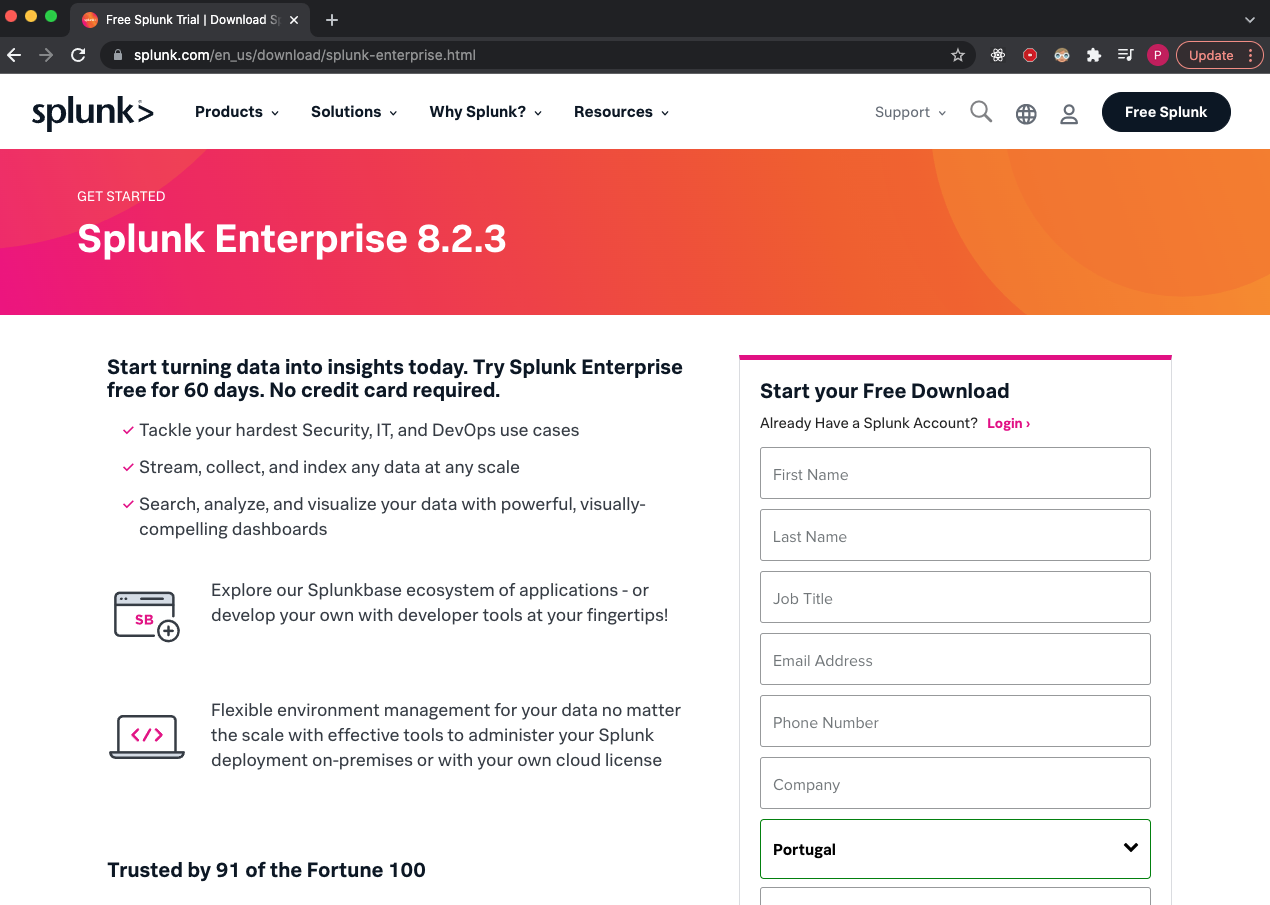 Free Splunk Trial | Download Sp
splunk.com/en_us/download/splunk-enterprise.html
P
Update
splunk>
Products
Solutions
Why Splunk?
Resources
Support
Free Splunk
GET STARTED
Splunk Enterprise 8.2.3
Start turning data into insights today. Try Splunk Enterprise
free for 60 days. No credit card required.
Tackle your hardest Security, IT, and DevOps use cases
Stream, collect, and index any data at any scale
Search, analyze, and visualize your data with powerful, visually-
compelling dashboards
SB
Explore our Splunkbase ecosystem of applications - or
develop your own with developer tools at your fingertips!
</>
Flexible environment management for your data no matter
the scale with effective tools to administer your Splunk
deployment on-premises or with your own cloud license
Trusted by 91 of the Fortune 100
Start your Free Download
Already Have a Splunk Account? Login ›
First Name
Last Name
Job Title
Email Address
Phone Number
Company
Portugal